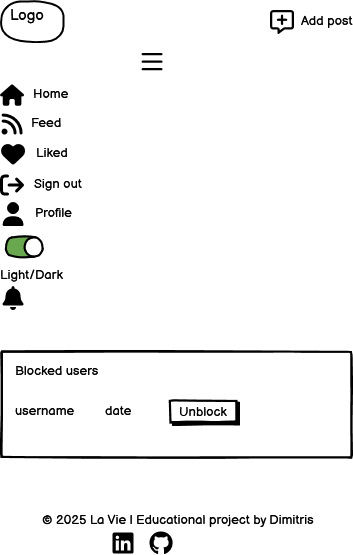 Logo
Add post
Home
Feed
Liked
Sign out
Profile
Light/Dark
Blocked users
username date Unblock
© 2025 La Vie | Educational project by Dimitris
in